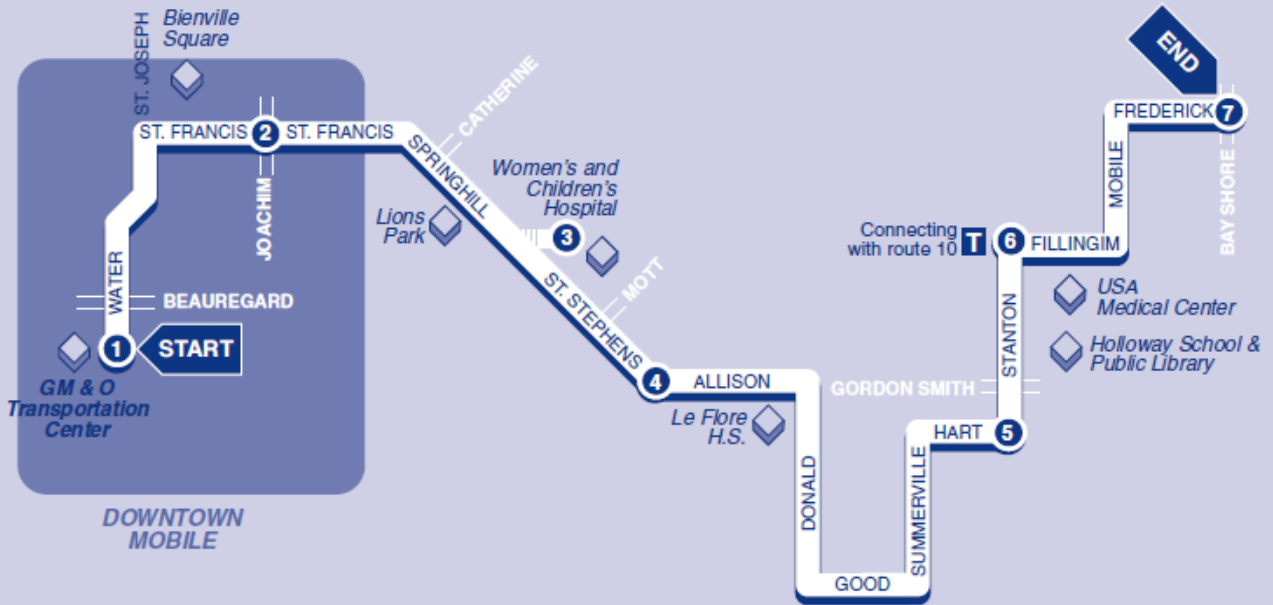 Bienville
Square
ST. JOSEPH
ST. FRANCIS
2
ST. FRANCIS
JOACHIM
WATER
BEAUREGARD
1
START
GM & O
Transportation
Center
DOWNTOWN
MOBILE
CATHERINE
SPRINGHILL
Lions
Park
Women's and
Children's
Hospital
3
MOTT
ST. STEPHENS
4
ALLISON
Le Flore
H.S.
DONALD
GOOD
SUMMERVILLE
HART
5
GORDON SMITH
STANTON
Connecting
with route 10
T
6
FILLINGIM
USA
Medical Center
Holloway School &
Public Library
MOBILE
FREDERICK
7
BAY SHORE
END